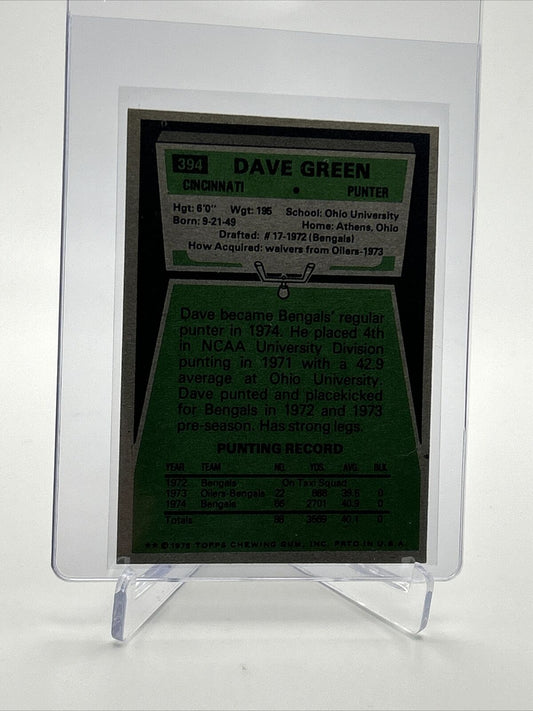 394 DAVE GREEN
CINCINNATI • PUNTER
Hgt: 6'0" Wgt: 195 School: Ohio University
Born: 9-21-49 Home: Athens, Ohio
Drafted: #17-1972 (Bengals)
How Acquired: waivers from Oilers-1973
Dave became Bengals' regular
punter in 1974. He placed 4th
in NCAA University Division
punting in 1971 with a 42.9
average at Ohio University.
Dave punted and placekicked
for Bengals in 1972 and 1973
pre-season. Has strong legs.
PUNTING RECORD
YEAR TEAM NO. YDS. AVG. BLK
1972 Bengals On Taxi Squad
1973 Oilers-Bengals 22 868 39.5 0
1974 Bengals 66 2701 40.9 0
Totals 88 3569 40.1 0
★★ © 1975 TOPPS CHEWING GUM, INC. PRTD IN U.S.A.